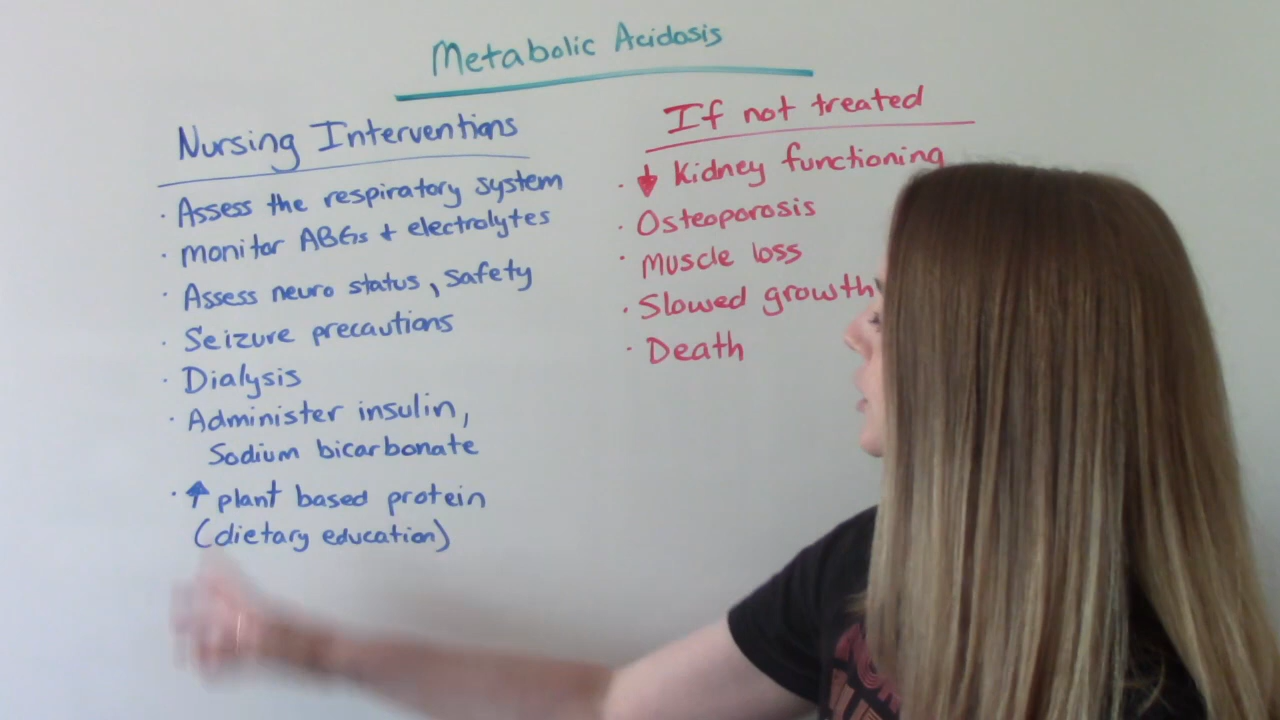 Metabolic Acidosis
Nursing Interventions
· Assess the respiratory system
· monitor ABGs + electrolytes
· Assess neuro status, safety
· Seizure precautions
· Dialysis
· Administer insulin,
Sodium bicarbonate
· ↑ plant based protein
(dietary education)
If not treated
· ↓ Kidney functioning
· Osteoporosis
· Muscle loss
· Slowed growth
· Death